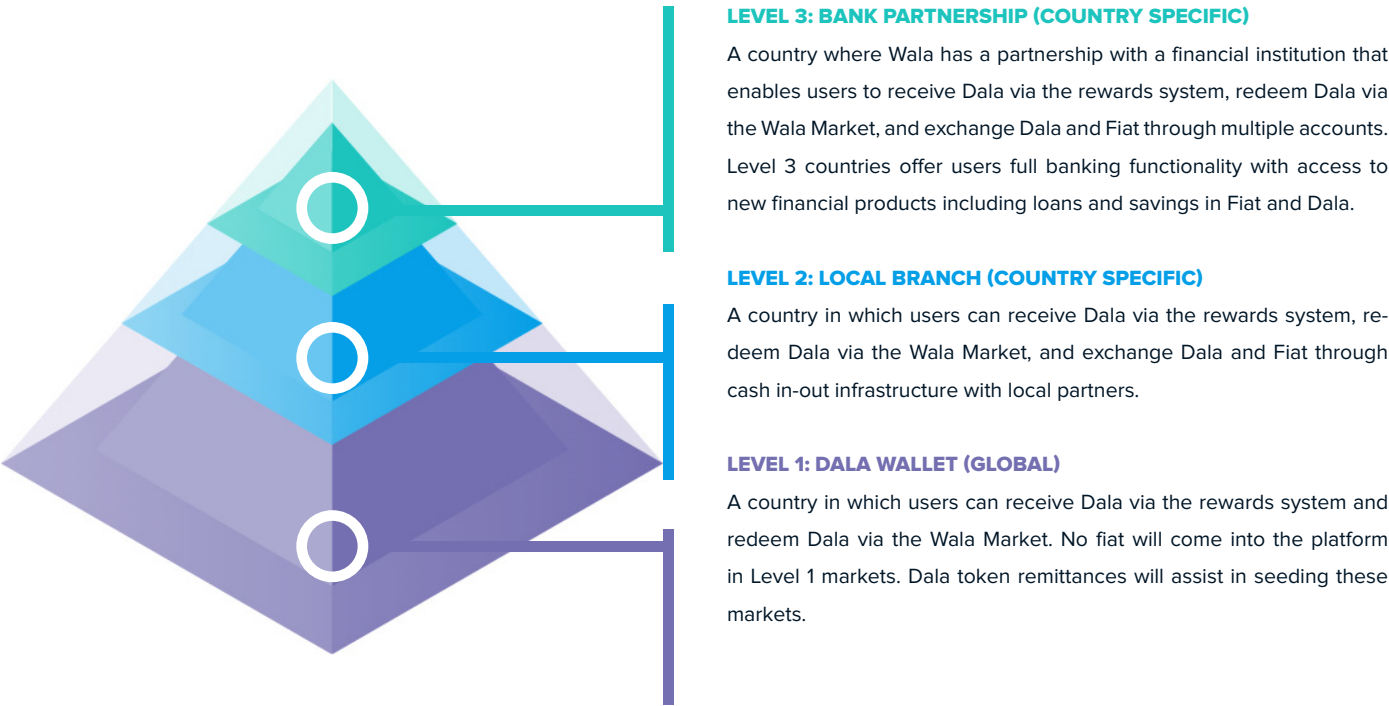 LEVEL 3: BANK PARTNERSHIP (COUNTRY SPECIFIC)
A country where Wala has a partnership with a financial institution that
enables users to receive Dala via the rewards system, redeem Dala via
the Wala Market, and exchange Dala and Fiat through multiple accounts.
Level 3 countries offer users full banking functionality with access to
new financial products including loans and savings in Fiat and Dala.
LEVEL 2: LOCAL BRANCH (COUNTRY SPECIFIC)
A country in which users can receive Dala via the rewards system, re-
deem Dala via the Wala Market, and exchange Dala and Fiat through
cash in-out infrastructure with local partners.
LEVEL 1: DALA WALLET (GLOBAL)
A country in which users can receive Dala via the rewards system and
redeem Dala via the Wala Market. No fiat will come into the platform
in Level 1 markets. Dala token remittances will assist in seeding these
markets.